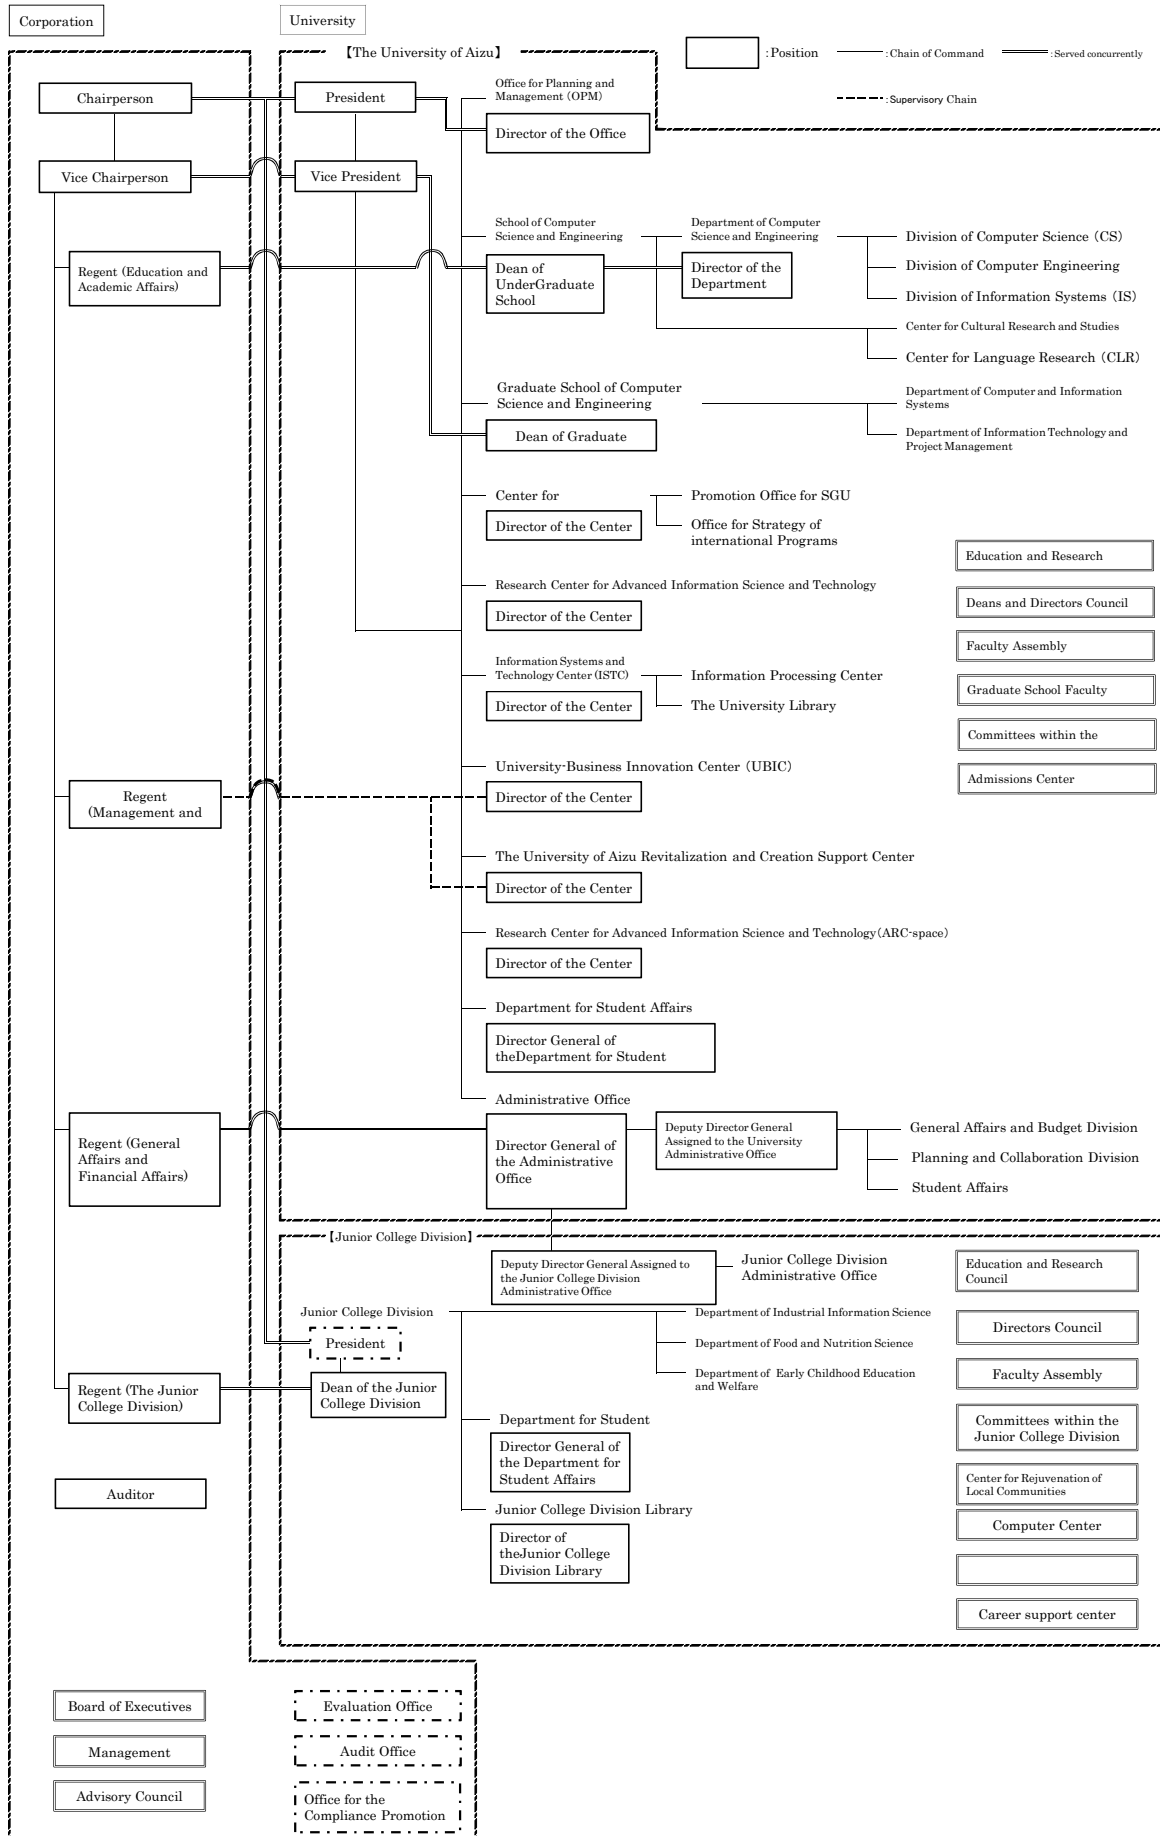 Corporation
University
【The University of Aizu】
:Position
:Chain of Command
:Served concurrently
:Supervisory Chain
Chairperson
President
Office for Planning and
Management (OPM)
Director of the Office
Vice Chairperson
Vice President
School of Computer
Science and Engineering
Department of Computer
Science and Engineering
Division of Computer Science (CS)
Regent (Education and
Academic Affairs)
Dean of
UnderGraduate
School
Director of the
Department
Division of Computer Engineering
Division of Information Systems (IS)
Center for Cultural Research and Studies
Center for Language Research (CLR)
Graduate School of Computer
Science and Engineering
Department of Computer and Information
Systems
Dean of Graduate
Department of Information Technology and
Project Management
Center for
Promotion Office for SGU
Director of the Center
Office for Strategy of
international Programs
Education and Research
Research Center for Advanced Information Science and Technology
Director of the Center
Deans and Directors Council
Faculty Assembly
Information Systems and
Technology Center (ISTC)
Information Processing Center
Director of the Center
The University Library
Graduate School Faculty
Committees within the
University-Business Innovation Center (UBIC)
Admissions Center
Regent
(Management and
Director of the Center
The University of Aizu Revitalization and Creation Support Center
Director of the Center
Research Center for Advanced Information Science and Technology(ARC-space)
Director of the Center
Department for Student Affairs
Director General of
theDepartment for Student
Administrative Office
Regent (General
Affairs and
Financial Affairs)
Director General of
the Administrative
Office
Deputy Director General
Assigned to the University
Administrative Office
General Affairs and Budget Division
Planning and Collaboration Division
Student Affairs
【Junior College Division】
Deputy Director General Assigned to
the Junior College Division
Administrative Office
Junior College Division
Administrative Office
Education and Research
Council
Junior College Division
Department of Industrial Information Science
Directors Council
President
Department of Food and Nutrition Science
Regent (The Junior
College Division)
Dean of the Junior
College Division
Department of Early Childhood Education
and Welfare
Faculty Assembly
Department for Student
Committees within the
Junior College Division
Director General of
the Department for
Student Affairs
Center for Rejuvenation of
Local Communities
Auditor
Junior College Division Library
Computer Center
Director of
theJunior College
Division Library
Career support center
Board of Executives
Evaluation Office
Management
Audit Office
Advisory Council
Office for the
Compliance Promotion